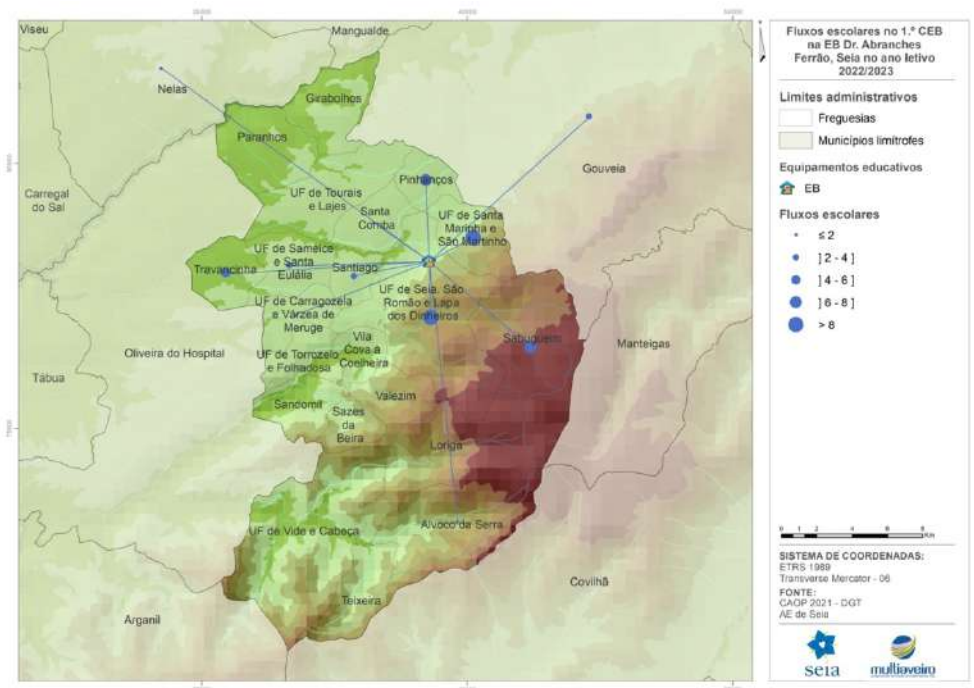 Viseu
Mangualde
Nelas
Girabolhos
Paranhos
Gouveia
Carregal
do Sal
Pinhanços
UF de Tourais
e Lajes
Santa
Comba
UF de Santa
Marinha e
São Martinho
UF de Sameice
e Santa
Eulália
Travancinha
Santiago
UF de Seia, São
Romão e Lapa
dos Dinheiros
UF de Carragozela
e Várzea de
Meruge
Sabugueiro
Manteigas
Oliveira do Hospital
Vila
Cova à
Coelheira
UF de Torrozelo
e Folhadosa
Tábua
Valezim
Sandomil
Sazes
da
Beira
Loriga
Alvoco da Serra
UF de Vide e Cabeça
Covilhã
Teixeira
Arganil
Fluxos escolares no 1.º CEB
na EB Dr. Abranches
Ferrão, Seia no ano letivo
2022/2023
Limites administrativos
Freguesias
Municípios limítrofes
Equipamentos educativos
EB
Fluxos escolares
≤ 2
] 2 - 4 ]
] 4 - 6 ]
] 6 - 8 ]
> 8
0 1 2 4 6 8
Km
SISTEMA DE COORDENADAS:
ETRS 1989
Transverse Mercator - 06
FONTE:
CAOP 2021 - DGT
AE de Seia
seia
multiaveiro